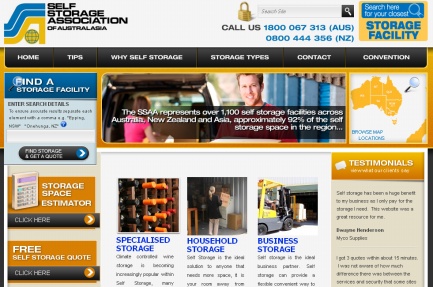 SELF
STORAGE
ASSOCIATION
OF AUSTRALASIA
Search
CALL US 1800 067 313 (AUS)
0800 444 356 (NZ)
Search here
for your closest
STORAGE
FACILITY
HOME TIPS WHY SELF STORAGE STORAGE TYPES CONTACT CONVENTION
FIND A
STORAGE FACILITY
ENTER SEARCH DETAILS
To ensure accurate results separate each
element with a comma e.g. "Epping,
NSW" "Onehunga, NZ"
FIND STORAGE
& GET A QUOTE
The SSAA represents over 1,100 self storage facilities across
Australia, New Zealand and Asia, approximately 92% of the self
storage space in the region...
BROWSE MAP
LOCATIONS
STORAGE
SPACE
ESTIMATOR
CLICK HERE
FREE
SELF STORAGE QUOTE
CLICK HERE
SPECIALISED
STORAGE
Climate controlled wine
storage is becoming
increasingly popular within
Self Storage, many
HOUSEHOLD
STORAGE
Self Storage is the ideal
solution to anyone that
needs more space, it is
your room away from
BUSINESS
STORAGE
Self storage is the ideal
business partner. Self
storage can provide a
flexible convenient way to
TESTIMONIALS
view what our clients say
Self storage has been a huge benefit
to my business as I only pay for the
storage I need. This website was a
great resource for me.
Dwayne Henderson
Myco Supplies
I got 3 quotes within about 15 minutes.
I was not aware of how much
difference there was between the
services and security that some sites